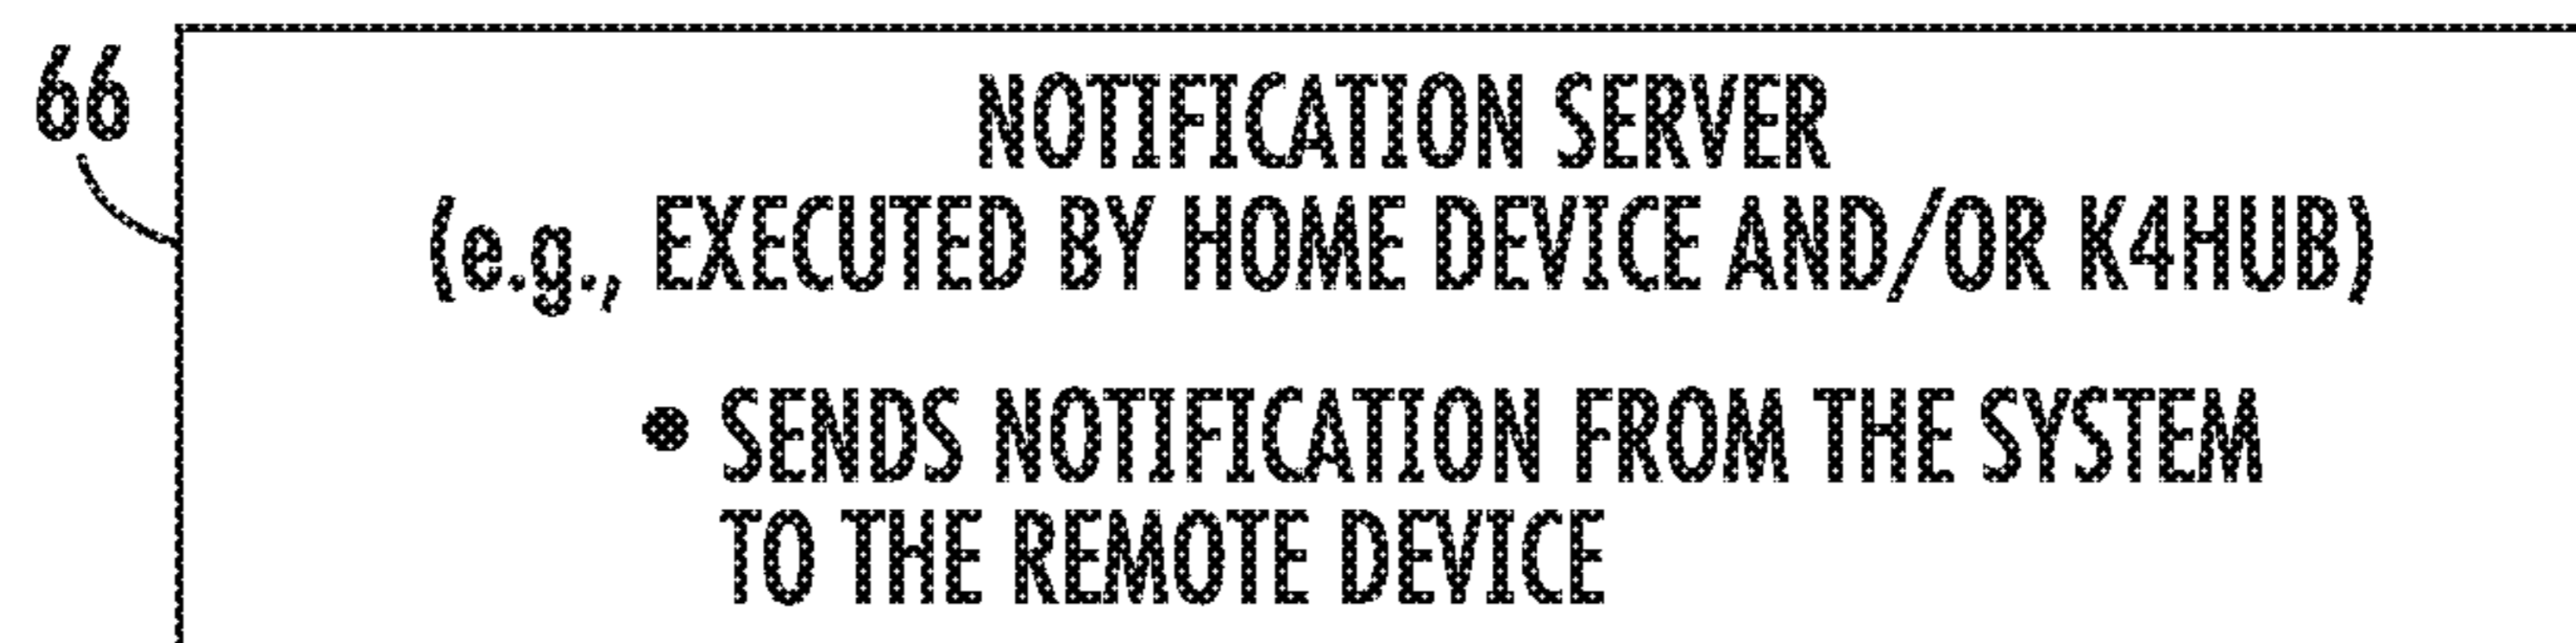 66
NOTIFICATION SERVER
(e.g., EXECUTED BY HOME DEVICE AND/OR K4HUB)
• SENDS NOTIFICATION FROM THE SYSTEM
TO THE REMOTE DEVICE